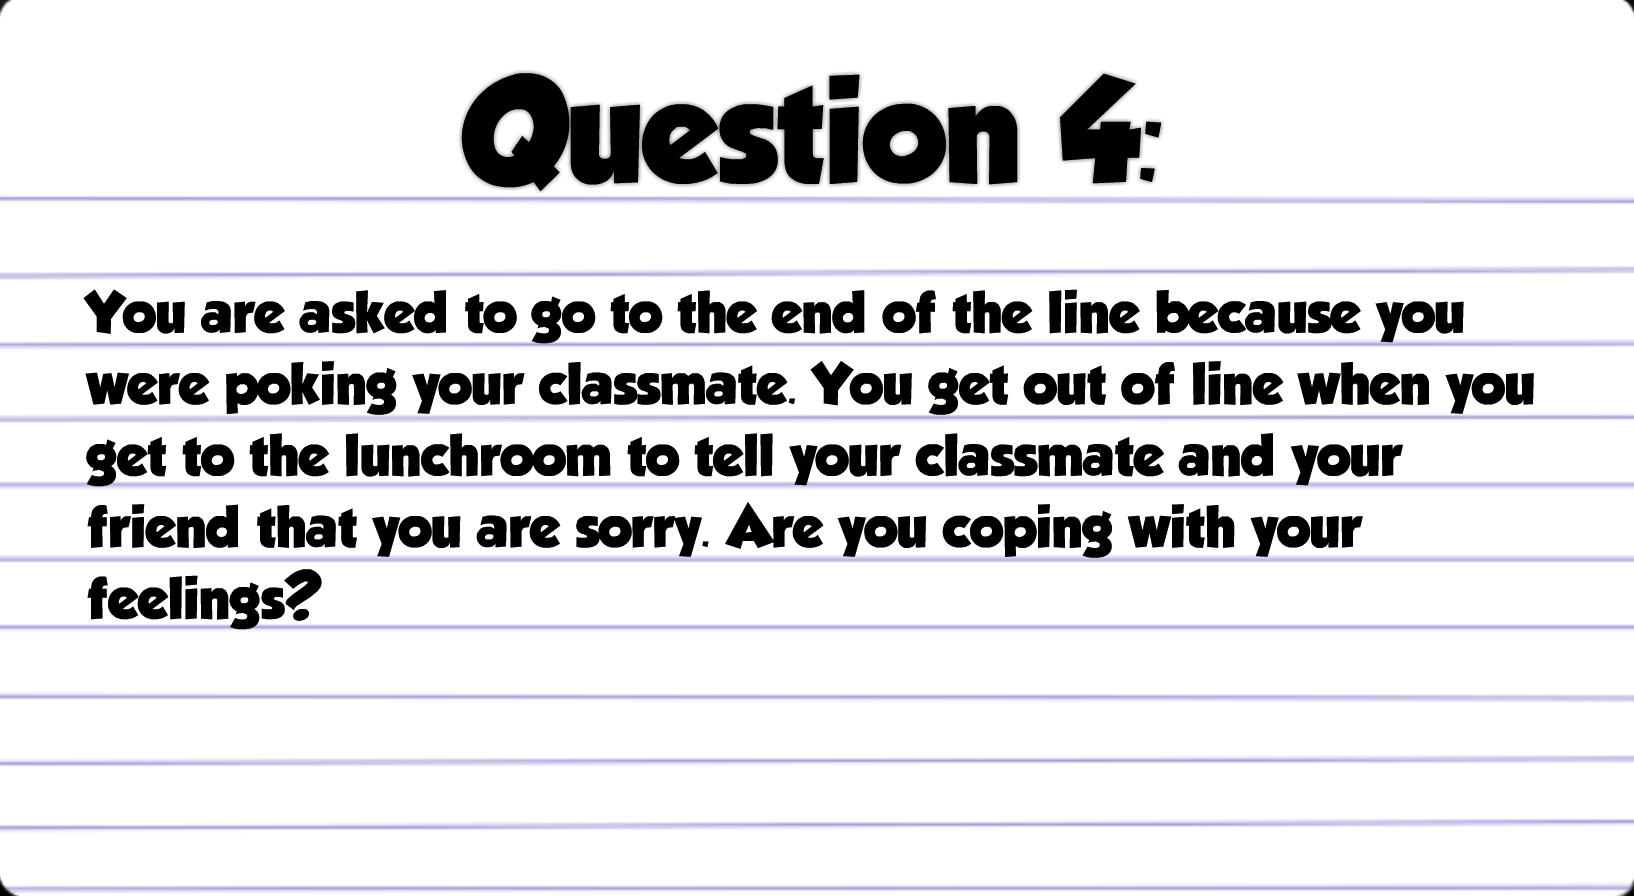 Question 4:
You are asked to go to the end of the line because you
were poking your classmate. You get out of line when you
get to the lunchroom to tell your classmate and your
friend that you are sorry. Are you coping with your
feelings?